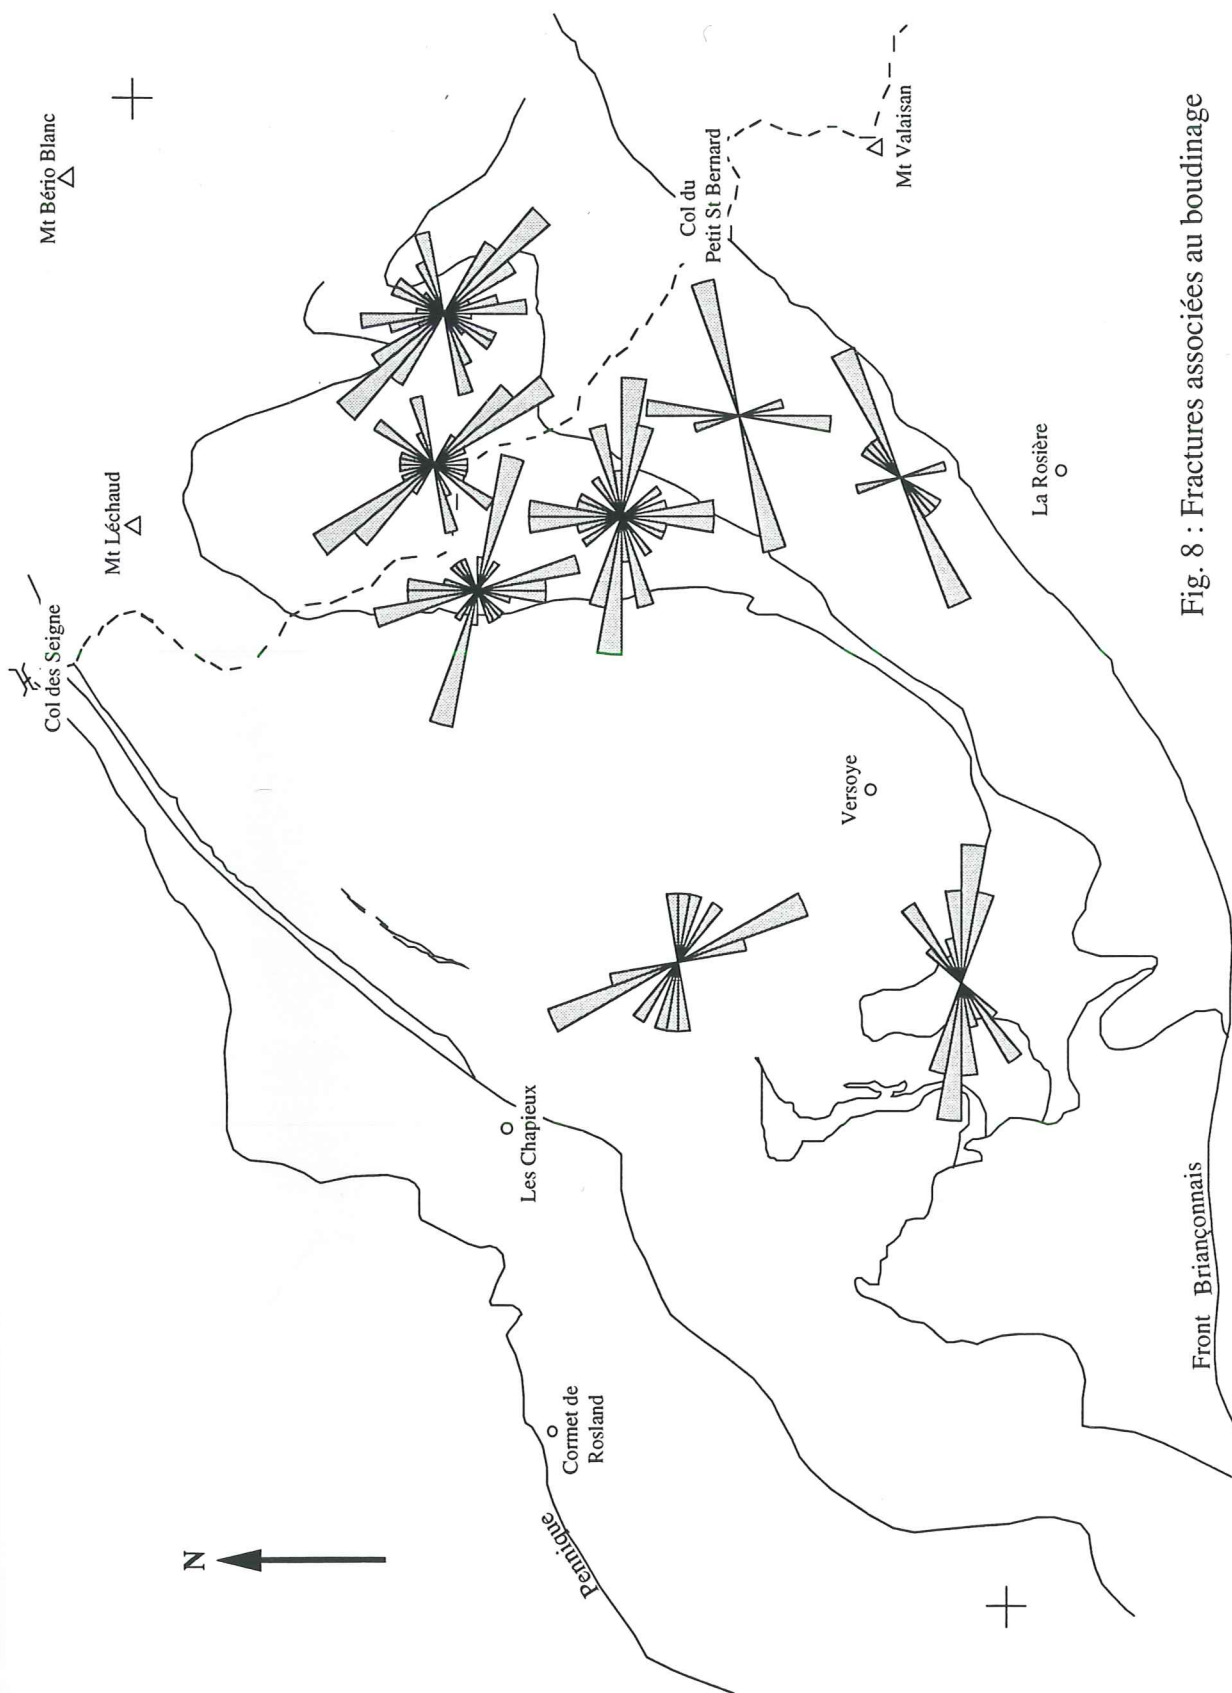 Mt Bério Blanc
Mt Léchaud
Col des Seigne
Col du
Petit St Bernard
Mt Valaisan
La Rosière
Versoye
Les Chapieux
Cormet de
Rosland
Pennique
Front Briançonnais
N
Fig. 8 : Fractures associées au boudinage